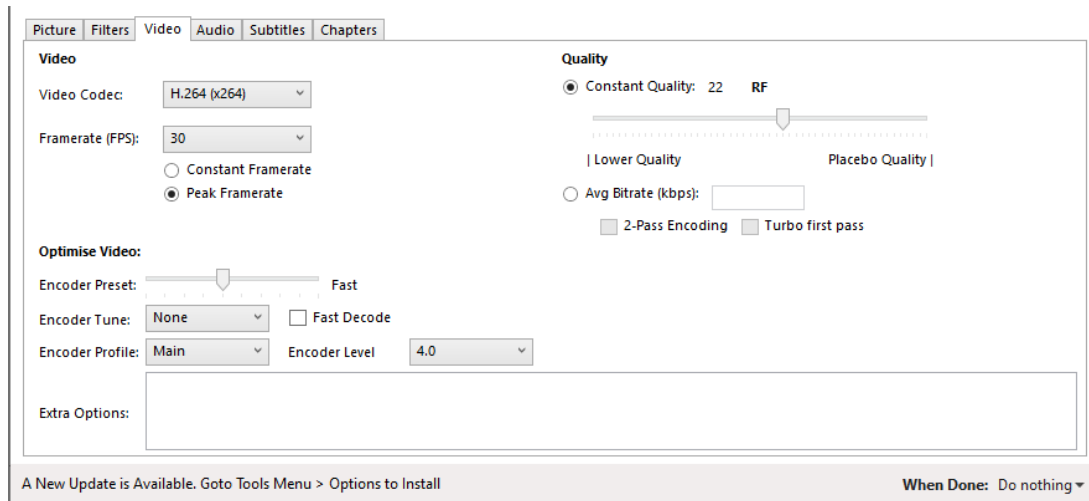 Picture Filters Video Audio Subtitles Chapters
Video
Video Codec: H.264 (x264)
Framerate (FPS): 30
Constant Framerate
Peak Framerate
Quality
Constant Quality: 22 RF
| Lower Quality Placebo Quality |
Avg Bitrate (kbps):
2-Pass Encoding Turbo first pass
Optimise Video:
Encoder Preset: Fast
Encoder Tune: None Fast Decode
Encoder Profile: Main Encoder Level 4.0
Extra Options:
A New Update is Available. Goto Tools Menu > Options to Install When Done: Do nothing